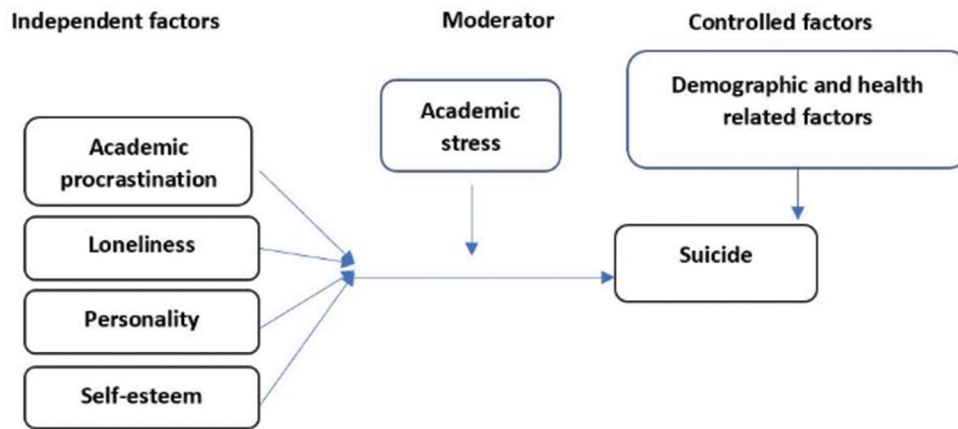 Independent factors
Moderator
Controlled factors
Academic
procrastination
Loneliness
Personality
Self-esteem
Academic
stress
Demographic and health
related factors
Suicide